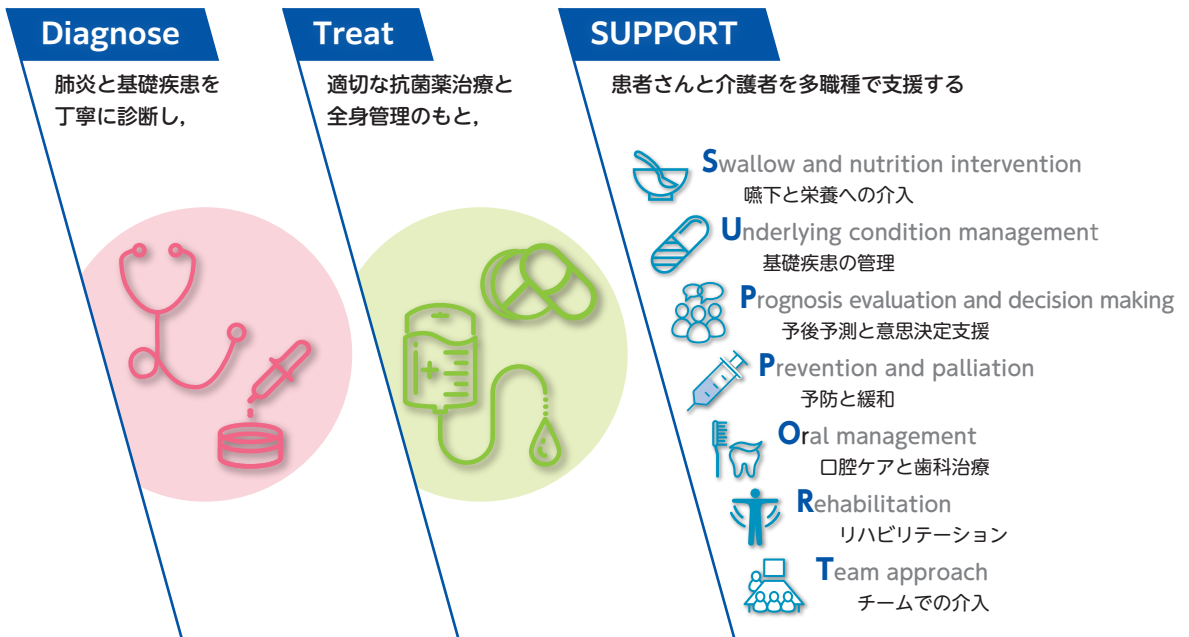 Diagnose
肺炎と基礎疾患を
丁寧に診断し,
Treat
適切な抗菌薬治療と
全身管理のもと,
SUPPORT
患者さんと介護者を多職種で支援する
Swallow and nutrition intervention
嚥下と栄養への介入
Underlying condition management
基礎疾患の管理
Prognosis evaluation and decision making
予後予測と意思決定支援
Prevention and palliation
予防と緩和
Oral management
口腔ケアと歯科治療
Rehabilitation
リハビリテーション
Team approach
チームでの介入